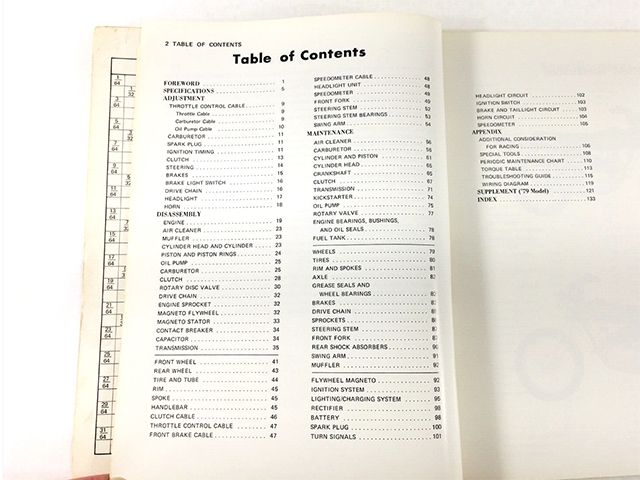 2 TABLE OF CONTENTS
Table of Contents
FOREWORD 1
SPECIFICATIONS 5
ADJUSTMENT
THROTTLE CONTROL CABLE 9
Throttle Cable 9
Carburetor Cable 9
Oil Pump Cable 10
CARBURETOR 11
SPARK PLUG 11
IGNITION TIMING 11
CLUTCH 13
STEERING 14
BRAKES 15
BRAKE LIGHT SWITCH 16
DRIVE CHAIN 16
HEADLIGHT 17
HORN 18
DISASSEMBLY
ENGINE 19
AIR CLEANER 23
MUFFLER 23
CYLINDER HEAD AND CYLINDER 23
PISTON AND PISTON RINGS 24
OIL PUMP 25
CARBURETOR 25
CLUTCH 28
ROTARY DISC VALVE 30
DRIVE CHAIN 32
ENGINE SPROCKET 32
MAGNETO FLYWHEEL 32
MAGNETO STATOR 33
CONTACT BREAKER 34
CAPACITOR 34
TRANSMISSION 35
FRONT WHEEL 41
REAR WHEEL 43
TIRE AND TUBE 44
RIM 45
SPOKE 45
HANDLEBAR 45
CLUTCH CABLE 46
THROTTLE CONTROL CABLE 47
FRONT BRAKE CABLE 47
SPEEDOMETER CABLE 48
HEADLIGHT UNIT 48
SPEEDOMETER 49
FRONT FORK 49
STEERING STEM 52
STEERING STEM BEARINGS 53
SWING ARM 54
MAINTENANCE
AIR CLEANER 56
CARBURETOR 56
CYLINDER AND PISTON 61
CYLINDER HEAD 65
CRANKSHAFT 65
CLUTCH 67
TRANSMISSION 71
KICKSTARTER 74
OIL PUMP 75
ROTARY VALVE 77
ENGINE BEARINGS, BUSHINGS,
AND OIL SEALS 78
FUEL TANK 78
WHEELS 79
TIRES 80
RIM AND SPOKES 81
AXLE 82
GREASE SEALS AND
WHEEL BEARINGS 8
BRAKES 8
DRIVE CHAIN 8
SPROCKETS 8
STEERING STEM 8
FRONT FORK 8
REAR SHOCK ABSORBERS 90
SWING ARM 91
MUFFLER 92
FLYWHEEL MAGNETO 92
IGNITION SYSTEM 93
LIGHTING/CHARGING SYSTEM 95
RECTIFIER 98
BATTERY 98
SPARK PLUG 100
TURN SIGNALS 101
HEADLIGHT CIRCUIT 102
IGNITION SWITCH 103
BRAKE AND TAILLIGHT CIRCUIT 103
HORN CIRCUIT 104
SPEEDOMETER 105
APPENDIX
ADDITIONAL CONSIDERATION
FOR RACING 106
SPECIAL TOOLS 108
PERIODIC MAINTENANCE CHART 110
TORQUE TABLE 113
TROUBLESHOOTING GUIDE 115
WIRING DIAGRAM 119
SUPPLEMENT ('79 Model) 121
INDEX 133